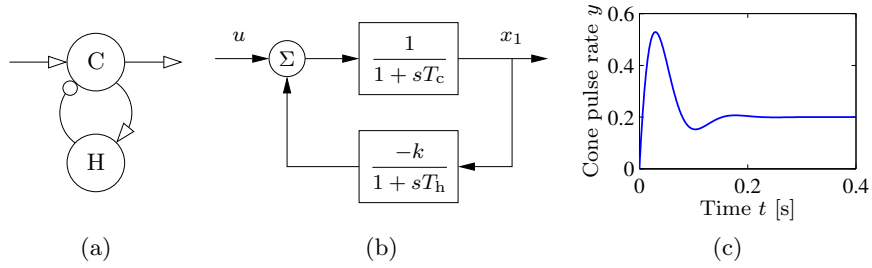 C
H
(a)
u
Σ
1
1 + sT_c
x_1
-k
1 + sT_h
(b)
Cone pulse rate y
0.6
0.4
0.2
0
0
0.2
0.4
Time t [s]
(c)